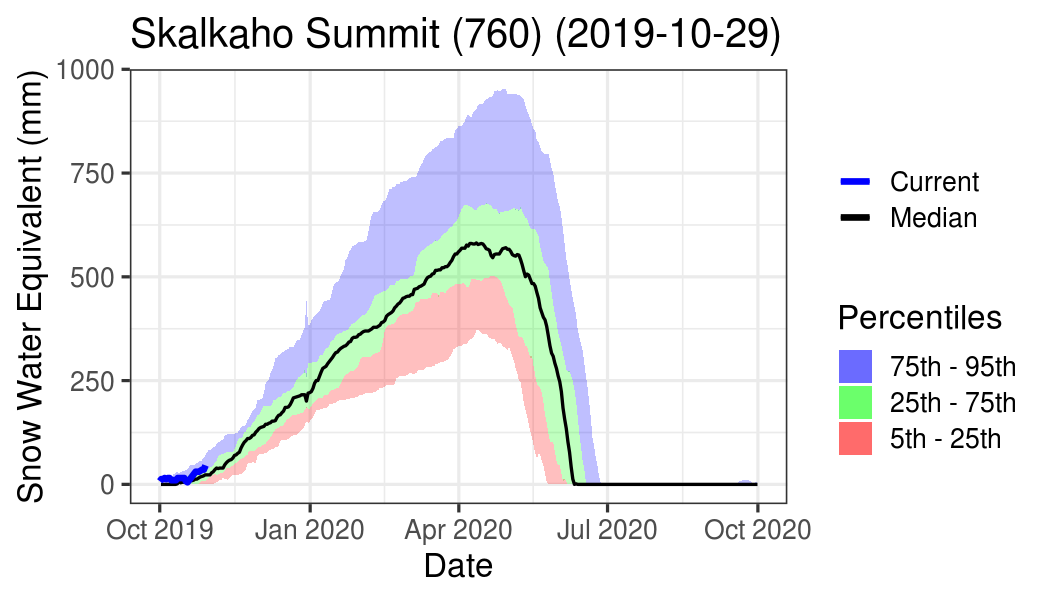 Skalkaho Summit (760) (2019-10-29)
Snow Water Equivalent (mm)
1000
750
500
250
0
Oct 2019
Jan 2020
Apr 2020
Jul 2020
Oct 2020
Date
Current
Median
Percentiles
75th - 95th
25th - 75th
5th - 25th